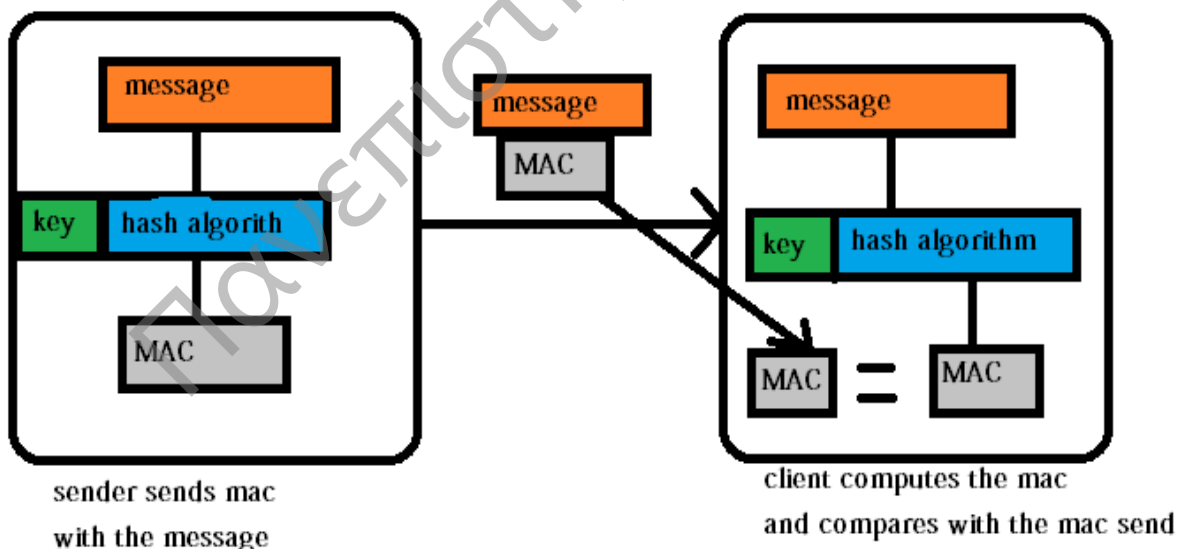 message
key
hash algorith
MAC
sender sends mac
with the message
message
MAC
message
key
hash algorithm
MAC
=
MAC
client computes the mac
and compares with the mac send